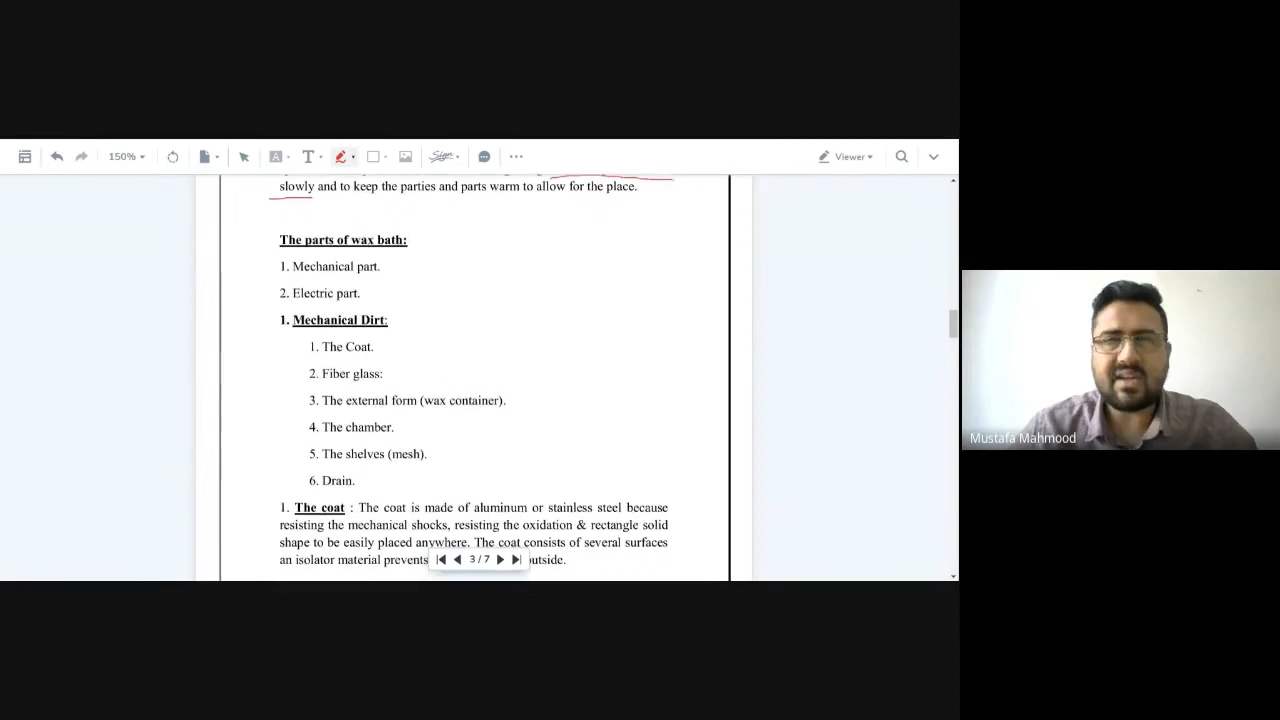 150%
T
Sign
Viewer
slowly and to keep the parties and parts warm to allow for the place.
The parts of wax bath:
1. Mechanical part.
2. Electric part.
1. Mechanical Dirt:
1. The Coat.
2. Fiber glass:
3. The external form (wax container).
4. The chamber.
5. The shelves (mesh).
6. Drain.
1. The coat : The coat is made of aluminum or stainless steel because
resisting the mechanical shocks, resisting the oxidation & rectangle solid
shape to be easily placed anywhere. The coat consists of several surfaces
an isolator material prevents outside.
3 / 7
Mustafa Mahmood